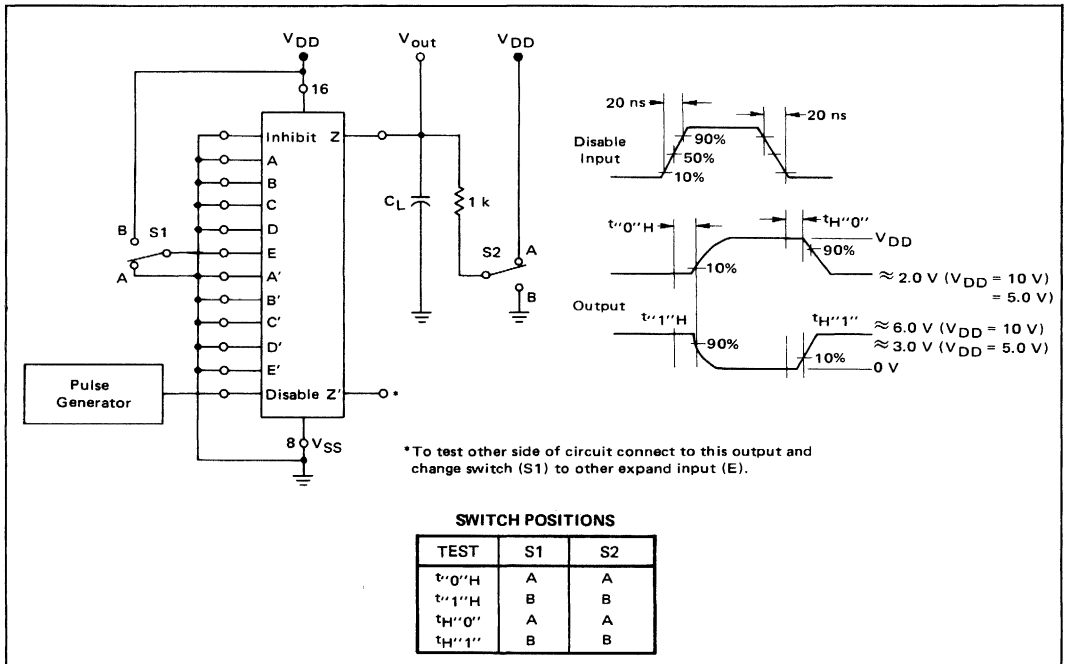 VDD
Vout
VDD
16
Inhibit Z
A
B
C
D
E
A'
B'
C'
D'
E'
Disable Z'
*
B
S1
A
CL
1 k
S2
A
B
Pulse
Generator
8 VSS
20 ns
20 ns
Disable
Input
90%
50%
10%
t"0"H
tH"0"
VDD
90%
10%
≈ 2.0 V (VDD = 10 V)
= 5.0 V)
Output
t"1"H
tH"1"
≈ 6.0 V (VDD = 10 V)
≈ 3.0 V (VDD = 5.0 V)
90%
10%
0 V
*To test other side of circuit connect to this output and
change switch (S1) to other expand input (E).
SWITCH POSITIONS
TEST S1 S2
t"0"H A A
t"1"H B B
tH"0" A A
tH"1" B B